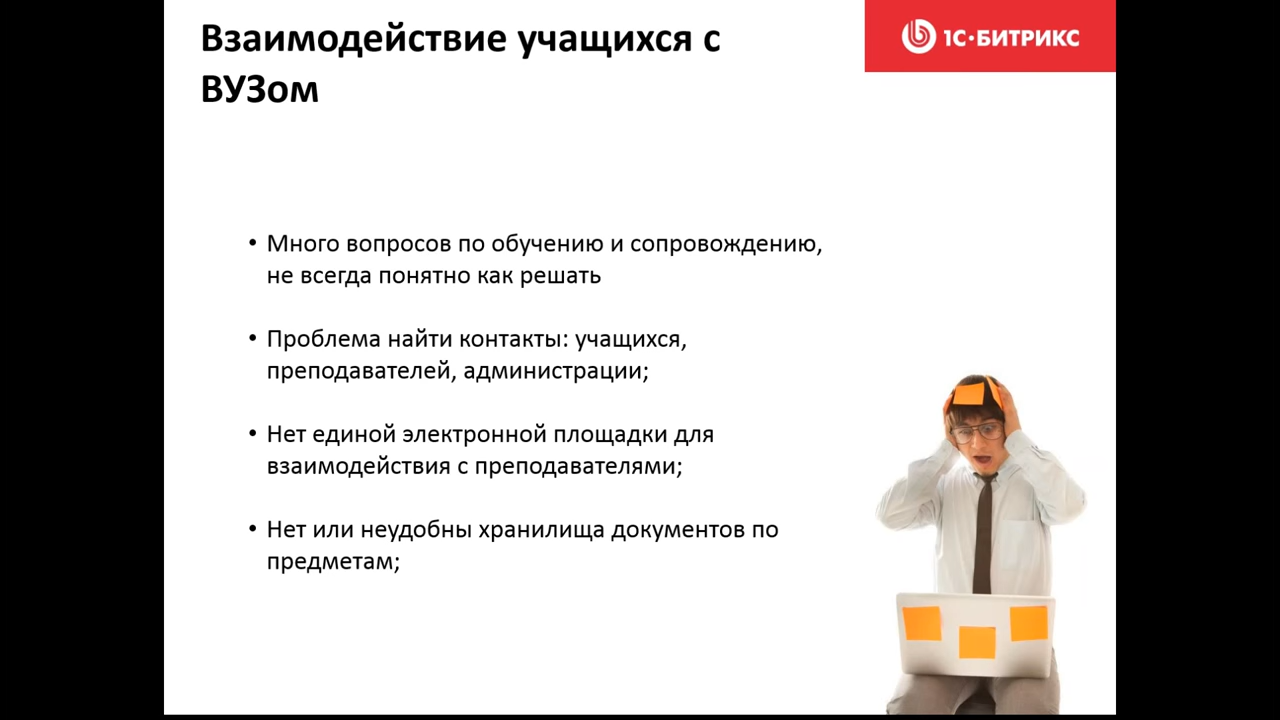 Взаимодействие учащихся с
ВУЗом
1С·БИТРИКС
• Много вопросов по обучению и сопровождению,
не всегда понятно как решать
• Проблема найти контакты: учащихся,
преподавателей, администрации;
• Нет единой электронной площадки для
взаимодействия с преподавателями;
• Нет или неудобны хранилища документов по
предметам;